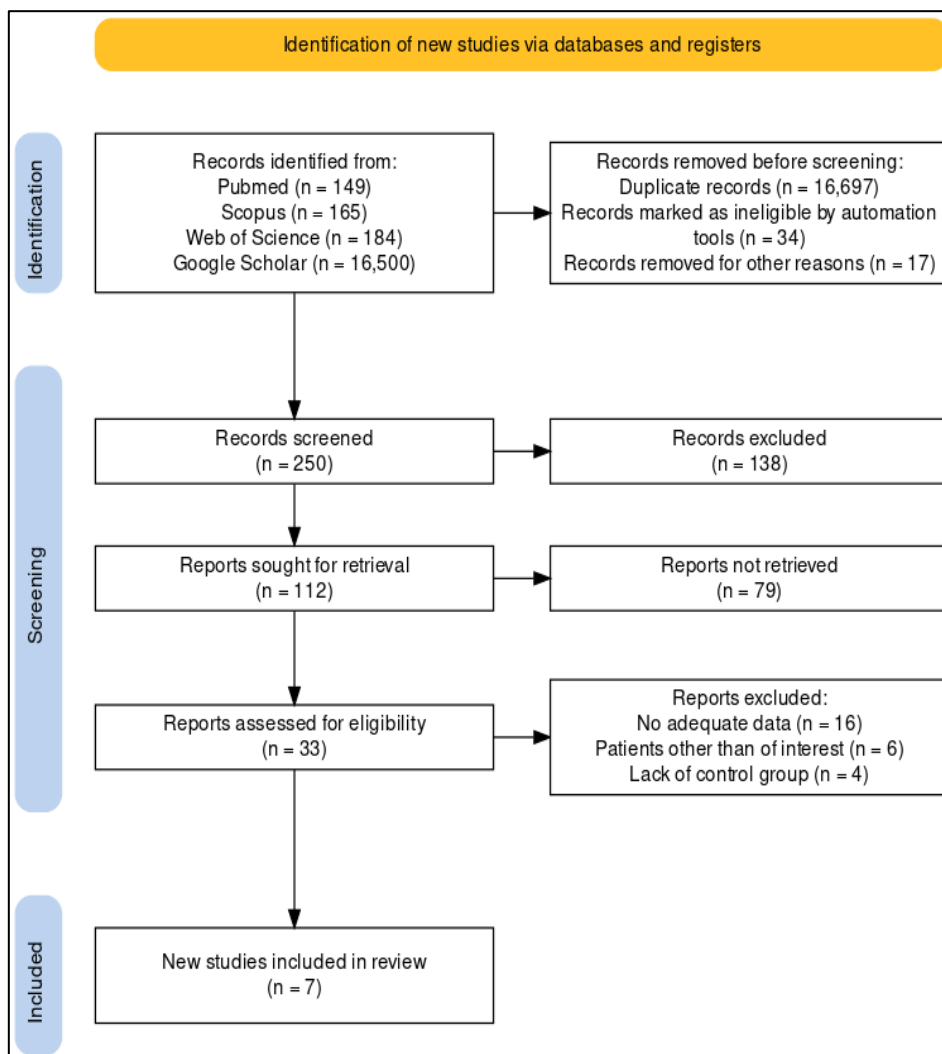 Identification of new studies via databases and registers
Identification
Records identified from:
Pubmed (n = 149)
Scopus (n = 165)
Web of Science (n = 184)
Google Scholar (n = 16,500)
Records removed before screening:
Duplicate records (n = 16,697)
Records marked as ineligible by automation
tools (n = 34)
Records removed for other reasons (n = 17)
Screening
Records screened
(n = 250)
Records excluded
(n = 138)
Reports sought for retrieval
(n = 112)
Reports not retrieved
(n = 79)
Reports assessed for eligibility
(n = 33)
Reports excluded:
No adequate data (n = 16)
Patients other than of interest (n = 6)
Lack of control group (n = 4)
Included
New studies included in review
(n = 7)